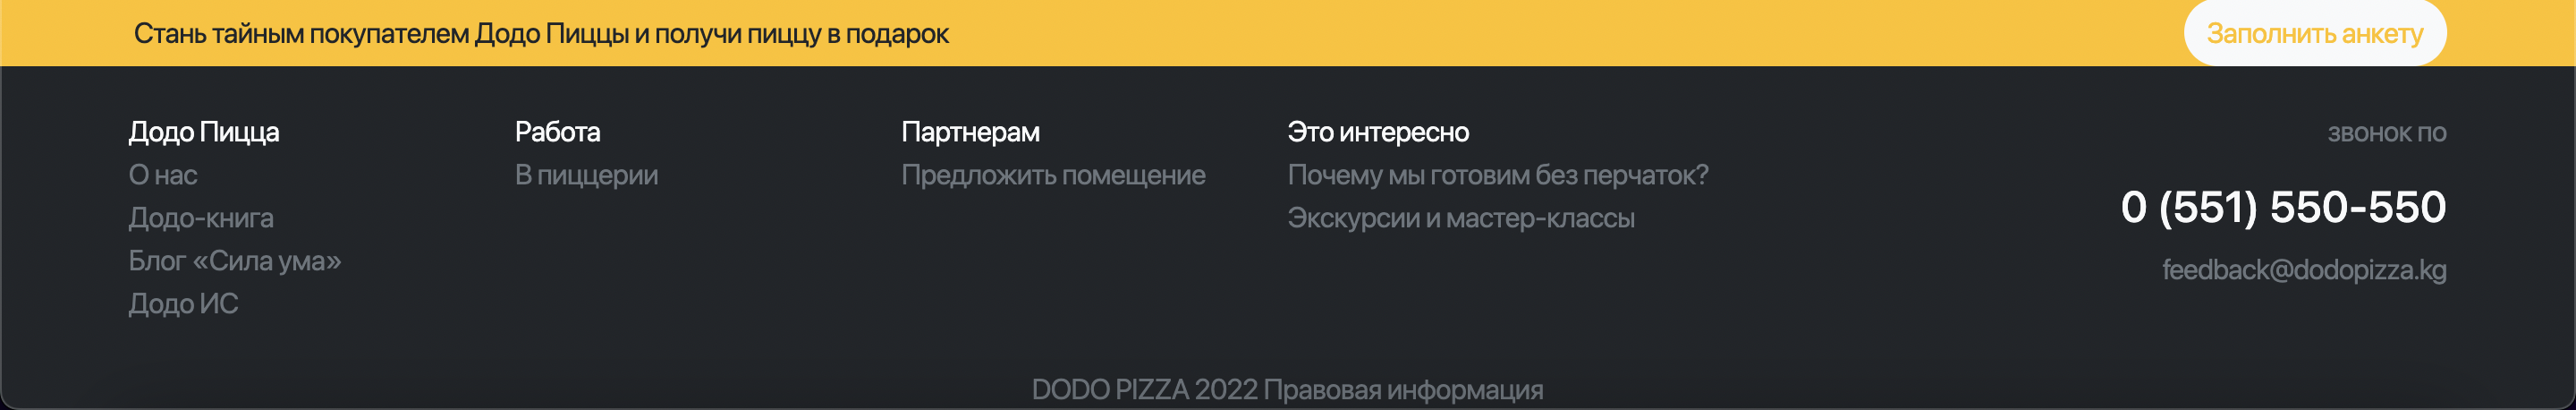 Стань тайным покупателем Додо Пиццы и получи пиццу в подарок
Заполнить анкету
Додо Пицца
О нас
Додо-книга
Блог «Сила ума»
Додо ИС
Работа
В пиццерии
Партнерам
Предложить помещение
Это интересно
Почему мы готовим без перчаток?
Экскурсии и мастер-классы
звонок по
0 (551) 550-550
feedback@dodopizza.kg
DODO PIZZA 2022 Правовая информация